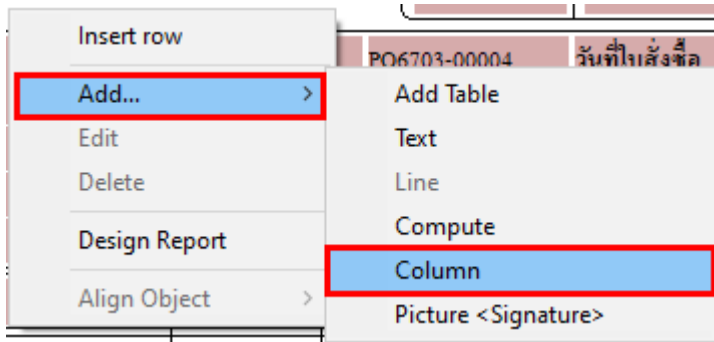 Insert row
PO6703-00004 วันที่ใบสั่งซื้อ
Add... >
Add Table
Edit
Text
Delete
Line
Design Report
Compute
Column
Align Object >
Picture <Signature>